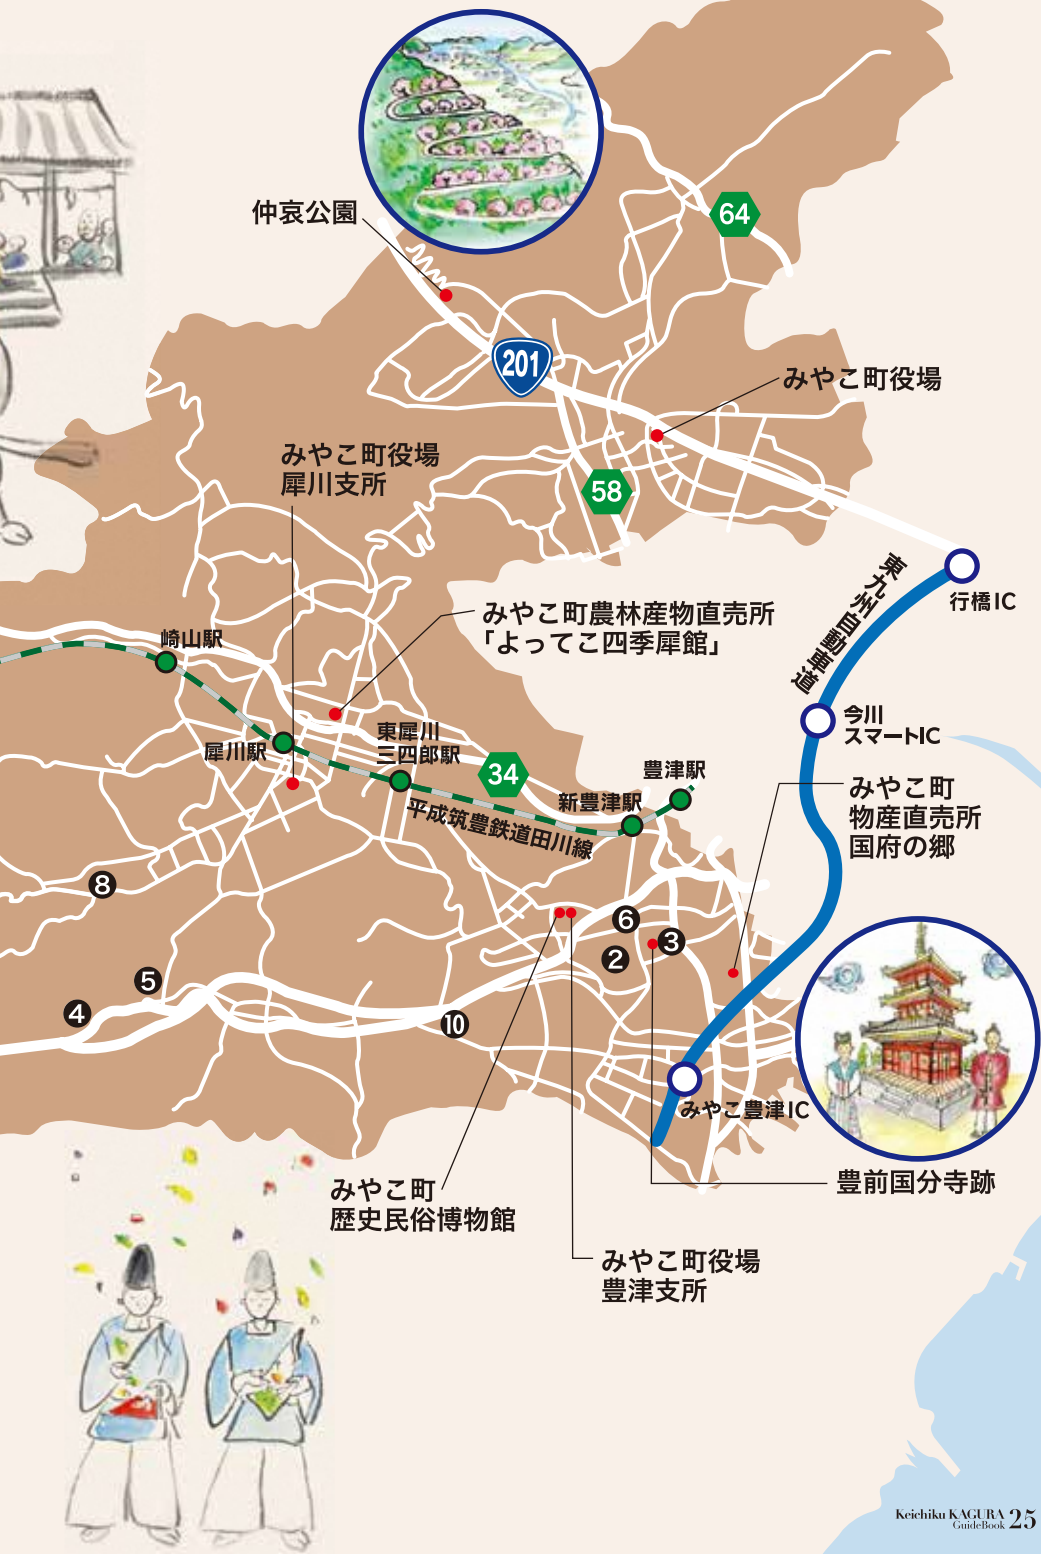 仲哀公園
64
201
みやこ町役場
みやこ町役場
犀川支所
58
東九州自動車道
行橋IC
みやこ町農林産物直売所
「よってこ四季犀館」
崎山駅
今川
スマートIC
犀川駅
東犀川
三四郎駅
34
豊津駅
新豊津駅
平成筑豊鉄道田川線
みやこ町
物産直売所
国府の郷
8
6
3
2
5
4
10
みやこ豊津IC
豊前国分寺跡
みやこ町
歴史民俗博物館
みやこ町役場
豊津支所
Keichiku KAGURA
GuideBook 25